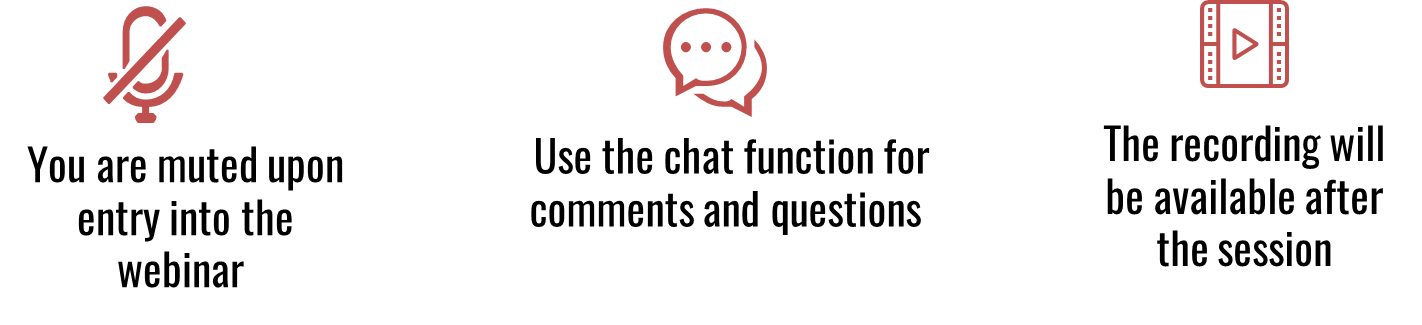 You are muted upon
entry into the
webinar
Use the chat function for
comments and questions
The recording will
be available after
the session